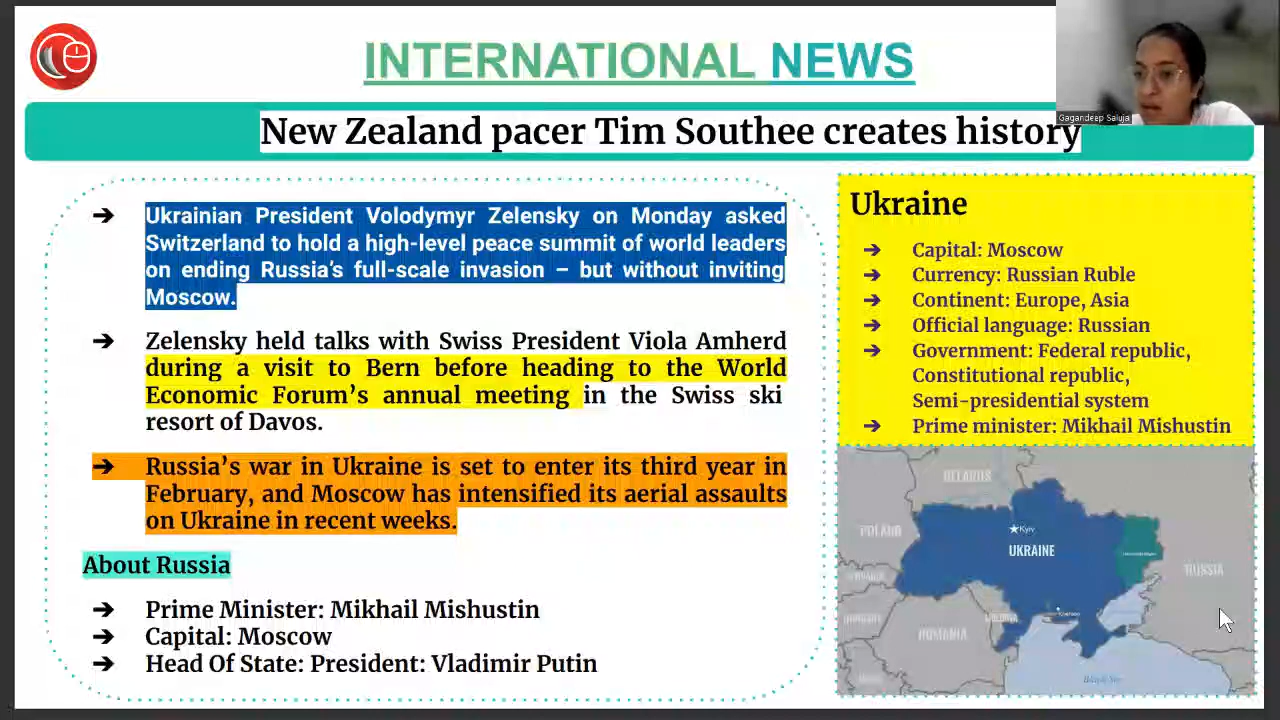 INTERNATIONAL NEWS
New Zealand pacer Tim Southee creates history
Gagandeep Saluja
➔ Ukrainian President Volodymyr Zelensky on Monday asked
Switzerland to hold a high-level peace summit of world leaders
on ending Russia's full-scale invasion – but without inviting
Moscow.
➔ Zelensky held talks with Swiss President Viola Amherd
during a visit to Bern before heading to the World
Economic Forum's annual meeting in the Swiss ski
resort of Davos.
➔ Russia's war in Ukraine is set to enter its third year in
February, and Moscow has intensified its aerial assaults
on Ukraine in recent weeks.
About Russia
➔ Prime Minister: Mikhail Mishustin
➔ Capital: Moscow
➔ Head Of State: President: Vladimir Putin
Ukraine
➔ Capital: Moscow
➔ Currency: Russian Ruble
➔ Continent: Europe, Asia
➔ Official language: Russian
➔ Government: Federal republic,
Constitutional republic,
Semi-presidential system
➔ Prime minister: Mikhail Mishustin
BELARUS
POLAND
Kyiv
UKRAINE
RUSSIA
MOLDOVA
ROMANIA